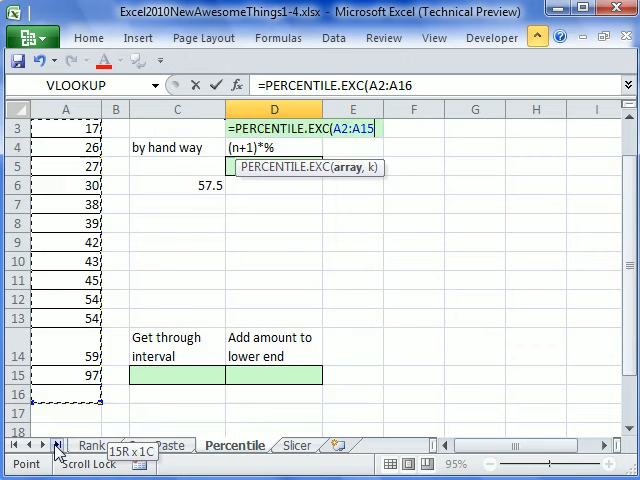 Excel2010NewAwesomeThings1-4.xlsx - Microsoft Excel (Technical Preview)
Home Insert Page Layout Formulas Data Review View Developer
VLOOKUP =PERCENTILE.EXC(A2:A16
A B C D E F G H I
3 17 =PERCENTILE.EXC(A2:A15
4 26 by hand way (n+1)*%
5 27 PERCENTILE.EXC(array, k)
6 30 57.5
7 38
8 39
9 42
10 43
11 45
12 54
13 54
Get through Add amount to
14 59 interval lower end
15 97
16
17
18
Rank Paste Percentile Slicer
15R x 1C
Point Scroll Lock 95%